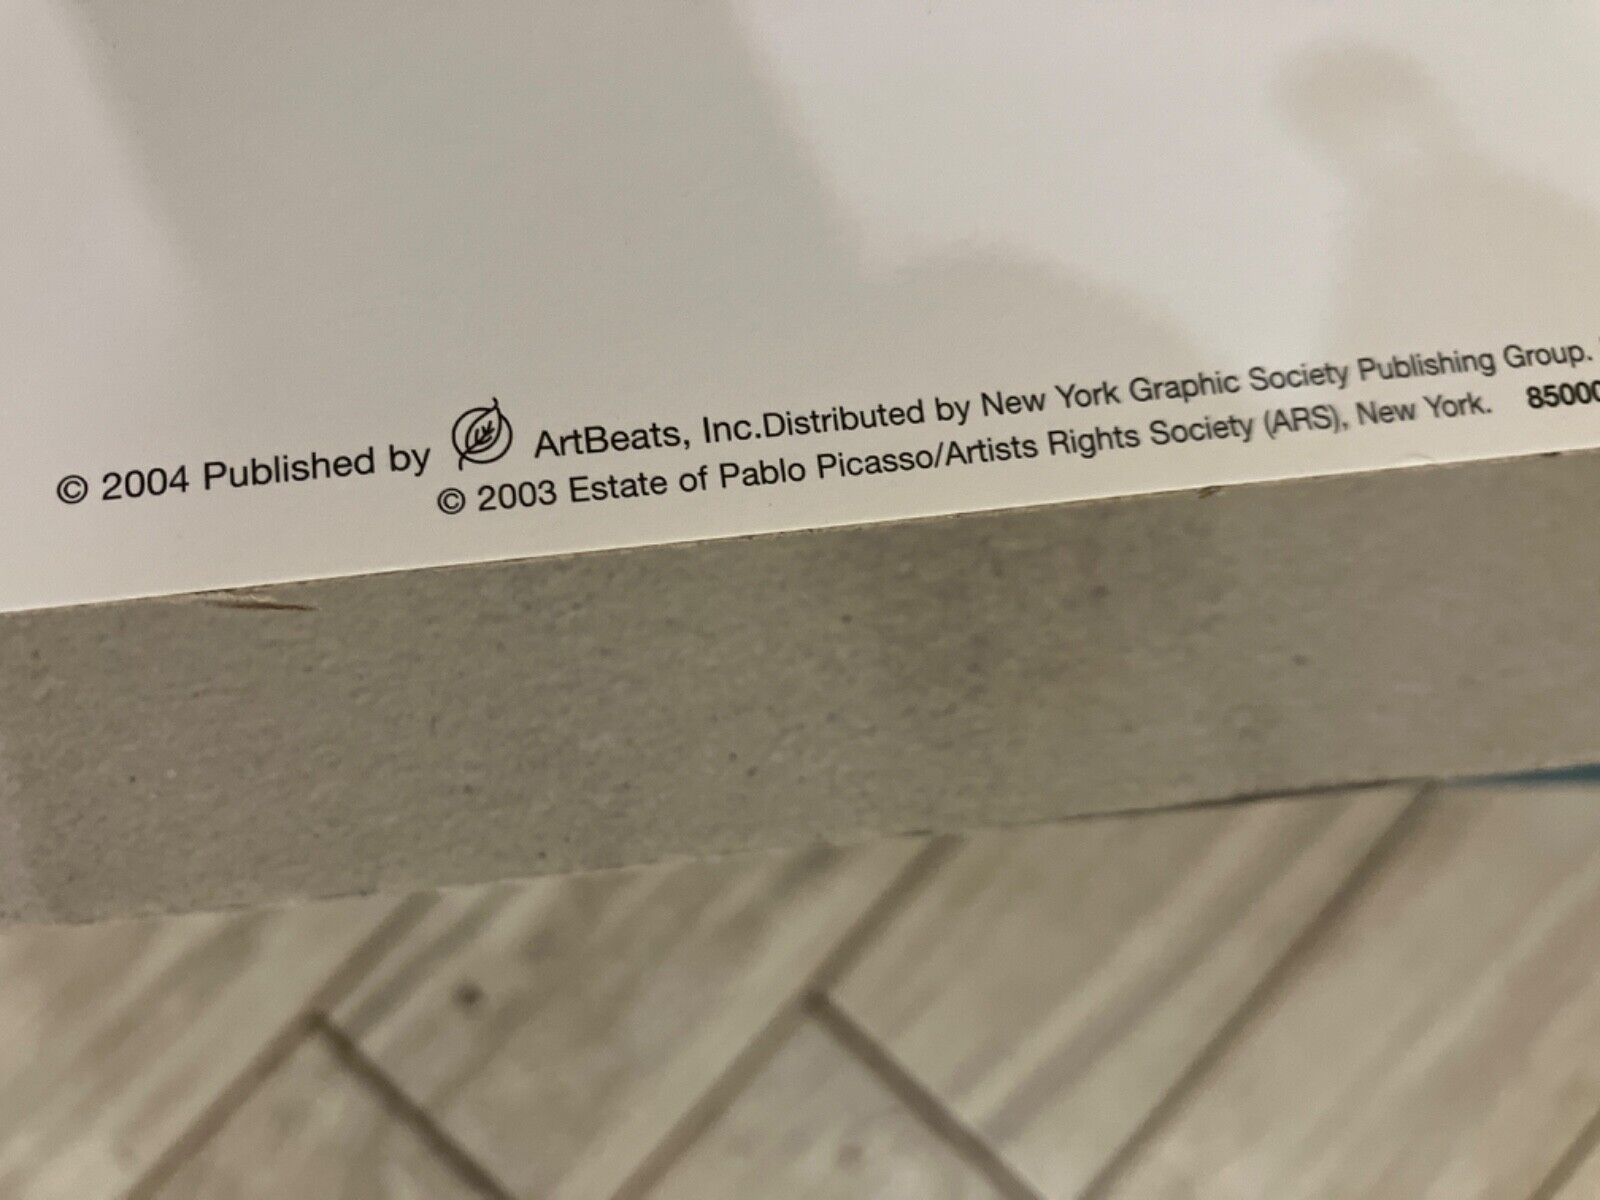 © 2004 Published by ArtBeats, Inc.Distributed by New York Graphic Society Publishing Group.
© 2003 Estate of Pablo Picasso/Artists Rights Society (ARS), New York. 85000